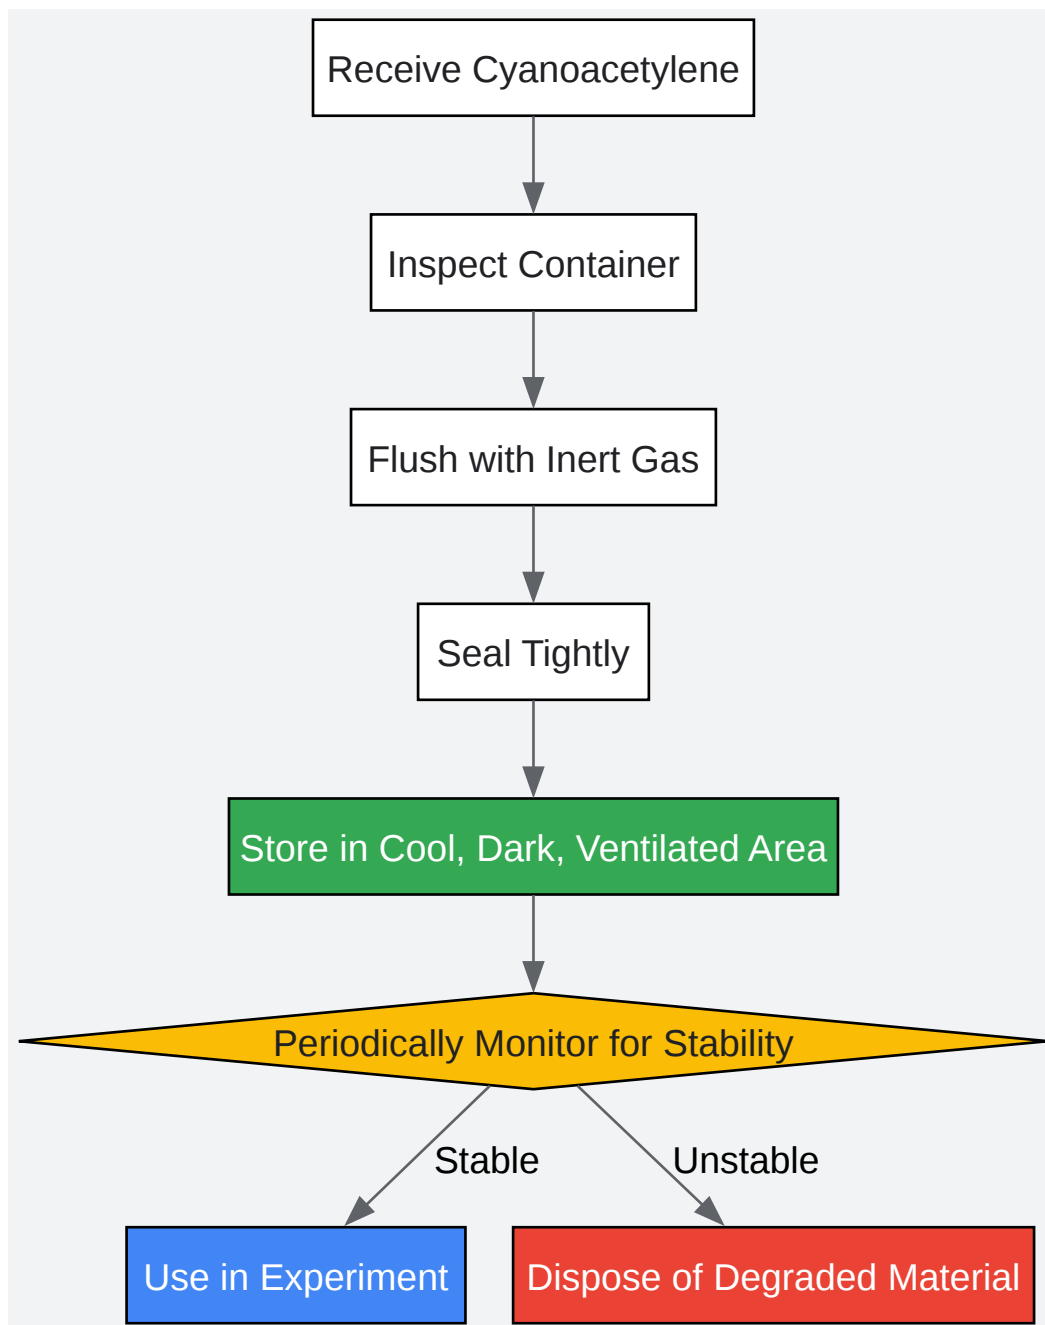 Receive Cyanoacetylene
Inspect Container
Flush with Inert Gas
Seal Tightly
Store in Cool, Dark, Ventilated Area
Periodically Monitor for Stability
Stable
Unstable
Use in Experiment
Dispose of Degraded Material